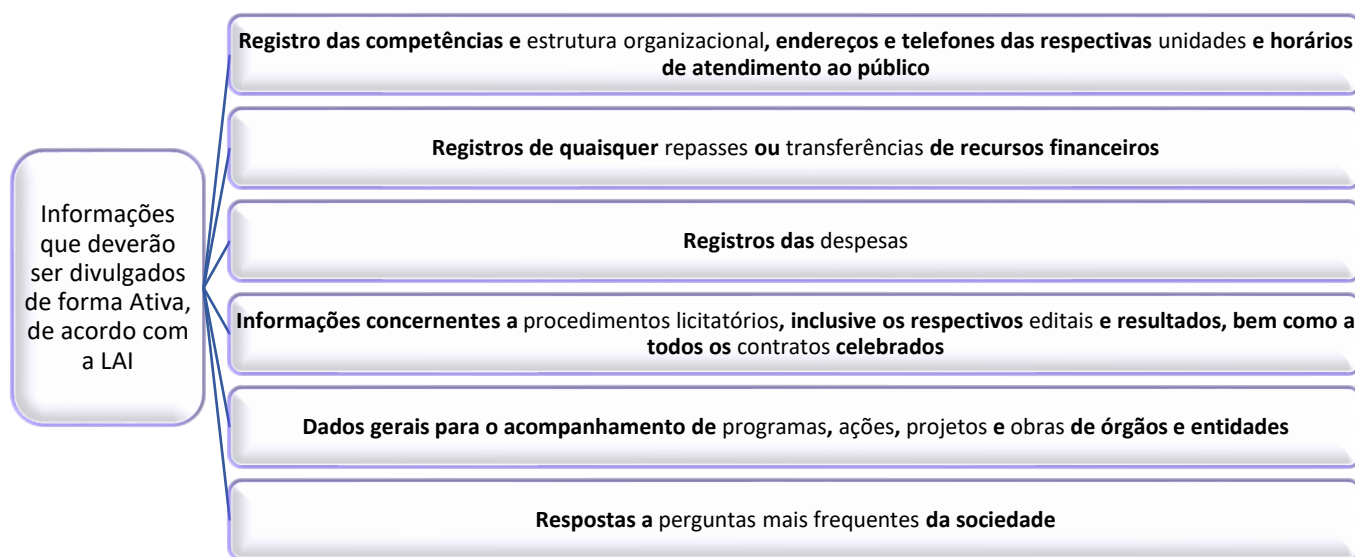 Informações
que deverão
ser divulgados
de forma Ativa,
de acordo com
a LAI
Registro das competências e estrutura organizacional, endereços e telefones das respectivas unidades e horários
de atendimento ao público
Registros de quaisquer repasses ou transferências de recursos financeiros
Registros das despesas
Informações concernentes a procedimentos licitatórios, inclusive os respectivos editais e resultados, bem como a
todos os contratos celebrados
Dados gerais para o acompanhamento de programas, ações, projetos e obras de órgãos e entidades
Respostas a perguntas mais frequentes da sociedade